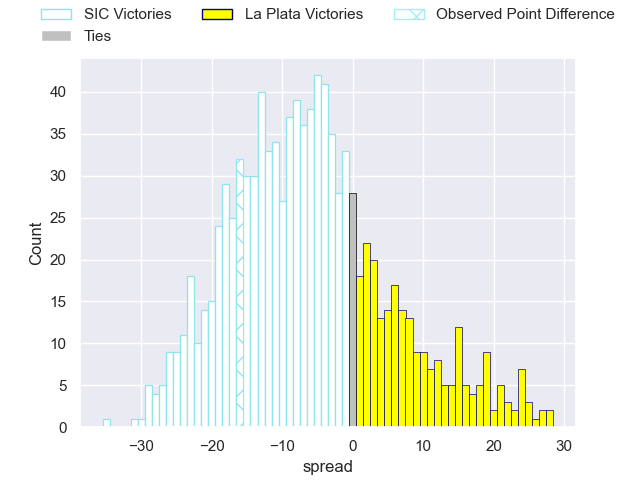 SIC Victories
La Plata Victories
Observed Point Difference
Ties
40
35
30
25
20
15
10
5
0
Count
−30
−20
−10
0
10
20
30
spread